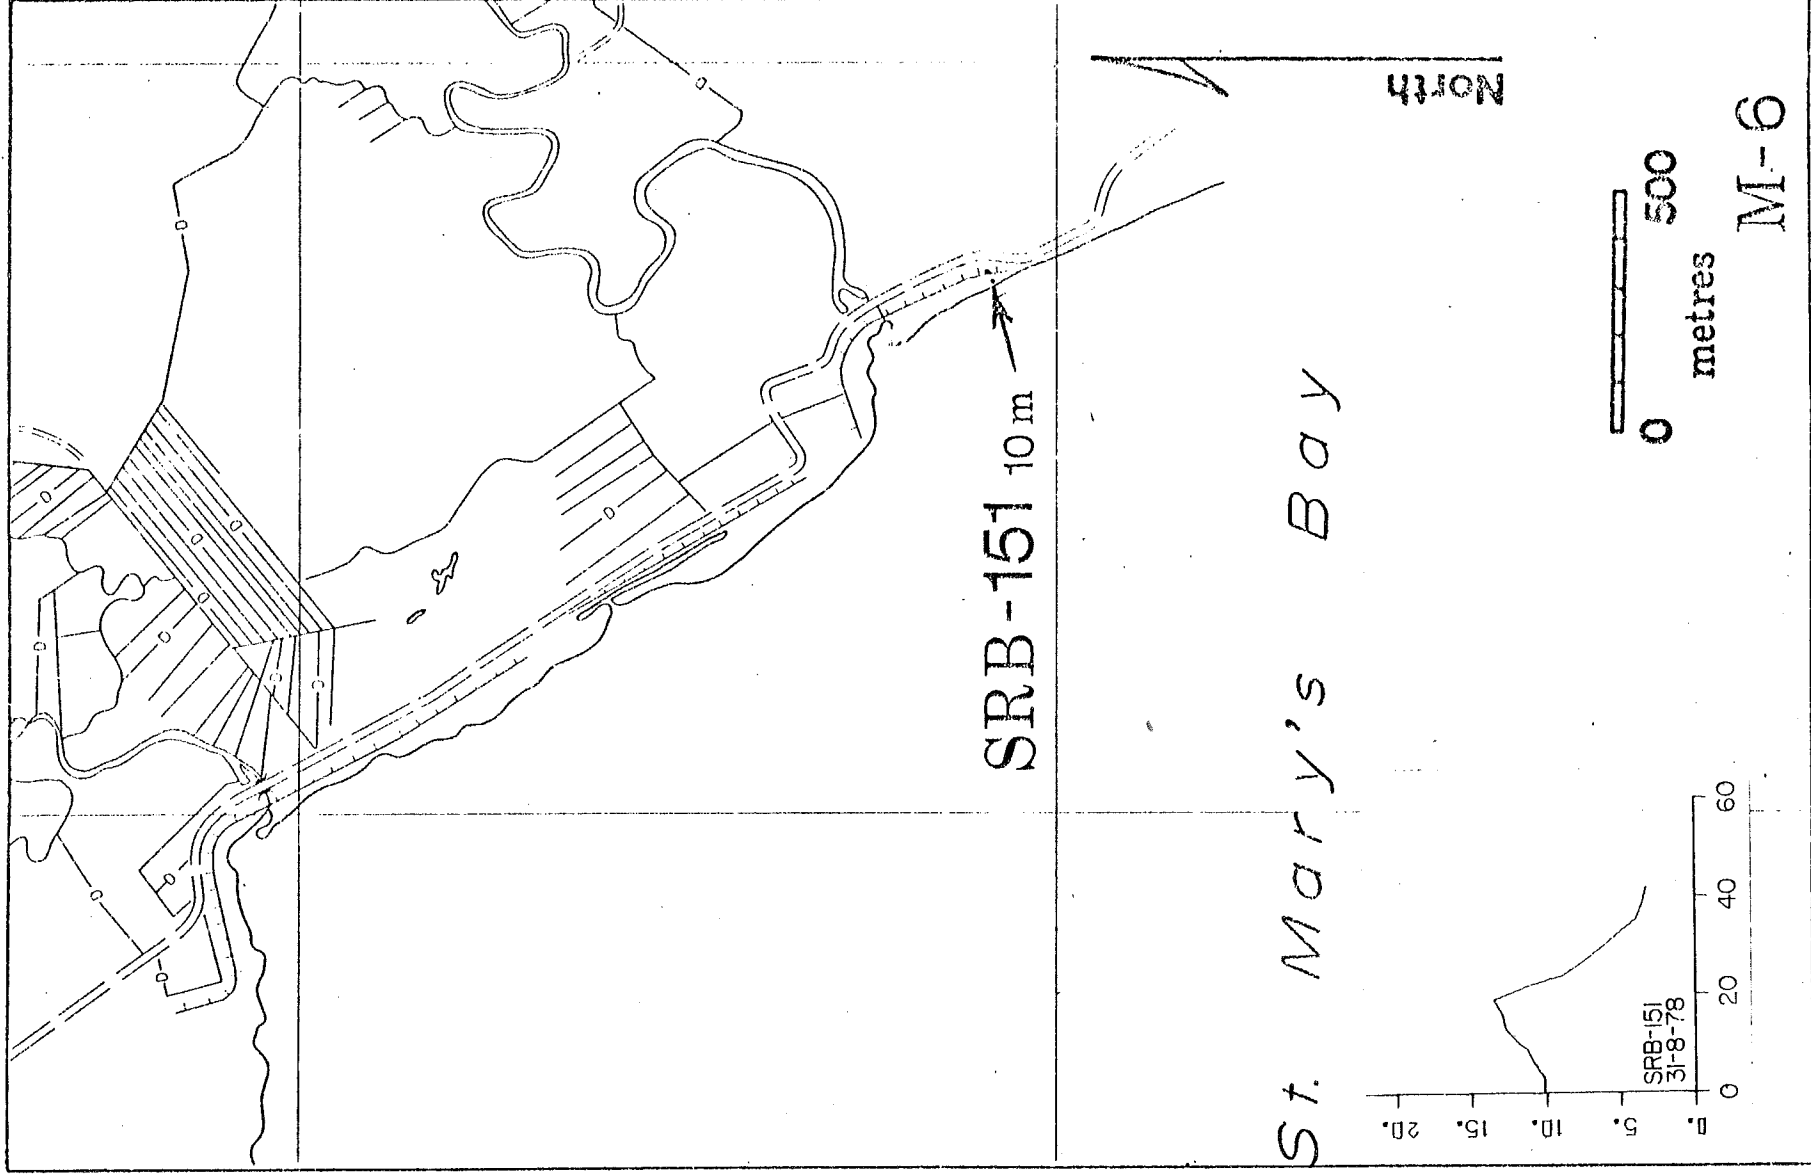 North
SRB-151 10 m
St. Mary's Bay
0 500
metres
M-6
20. 15. 10. 5. 0.
SRB-151
31-8-78
0 20 40 60